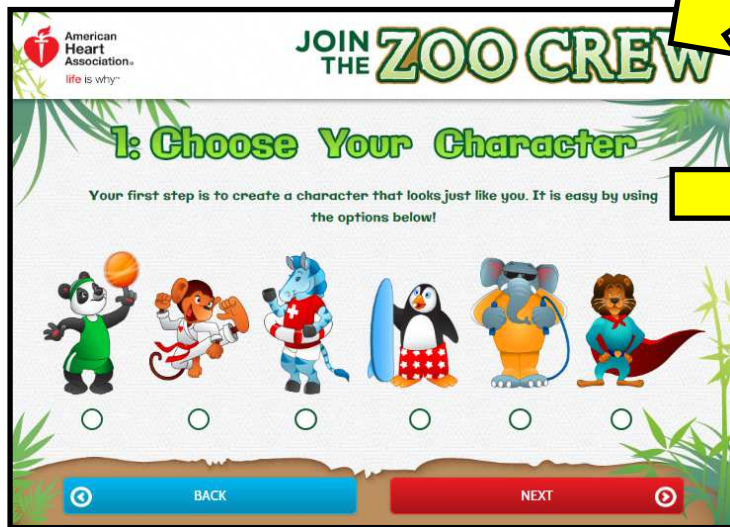 American
Heart
Association®
life is why™
JOIN
THE
ZOO CREW
1: Choose Your Character
Your first step is to create a character that looks just like you. It is easy by using
the options below!
BACK
NEXT